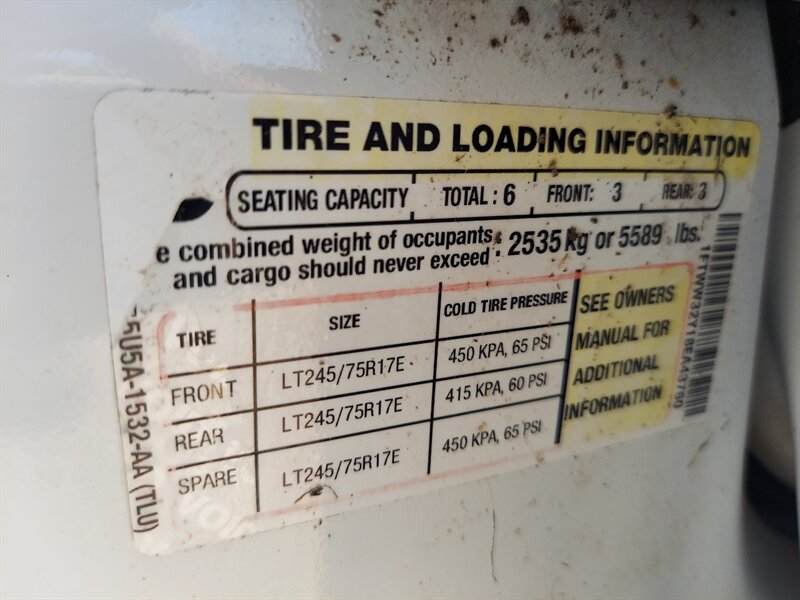 TIRE AND LOADING INFORMATION
SEATING CAPACITY TOTAL : 6 FRONT: 3 REAR: 3
e combined weight of occupants and cargo should never exceed : 2535 kg or 5589 lbs.
TIRE SIZE COLD TIRE PRESSURE
FRONT LT245/75R17E 450 KPA, 65 PSI
REAR LT245/75R17E 415 KPA, 60 PSI
SPARE LT245/75R17E 450 KPA, 65 PSI
SEE OWNERS
MANUAL FOR
ADDITIONAL
INFORMATION
5U5A-1532-AA (TLU)